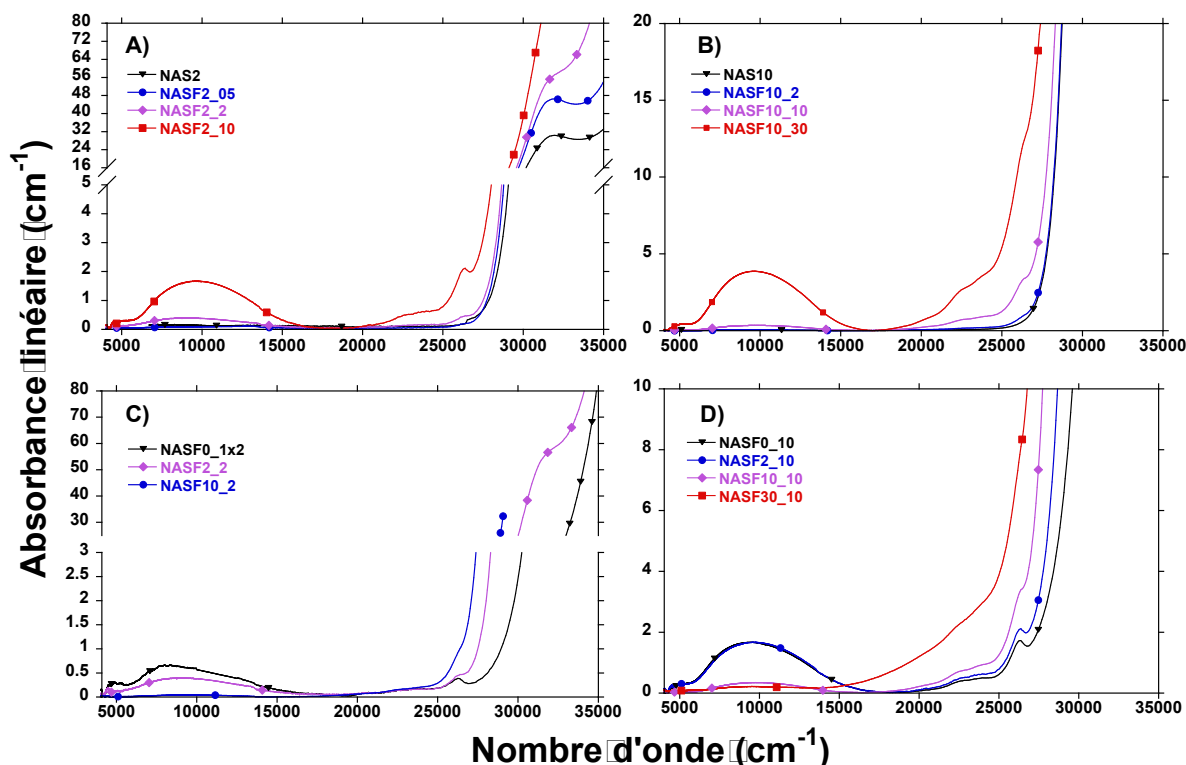 A)
NAS2
NASF2_05
NASF2_2
NASF2_10
80
72
64
56
48
40
32
24
16
5
4
3
2
1
0
5000 10000 15000 20000 25000 30000 35000
B)
NAS10
NASF10_2
NASF10_10
NASF10_30
20
15
10
5
0
5000 10000 15000 20000 25000 30000 35000
C)
NASF0_1x2
NASF2_2
NASF10_2
80
70
60
50
40
30
3
2.5
2
1.5
1
0.5
0
5000 10000 15000 20000 25000 30000 35000
D)
NASF0_10
NASF2_10
NASF10_10
NASF30_10
10
8
6
4
2
0
5000 10000 15000 20000 25000 30000 35000
Absorbance linéaire (cm⁻¹)
Nombre d'onde (cm⁻¹)